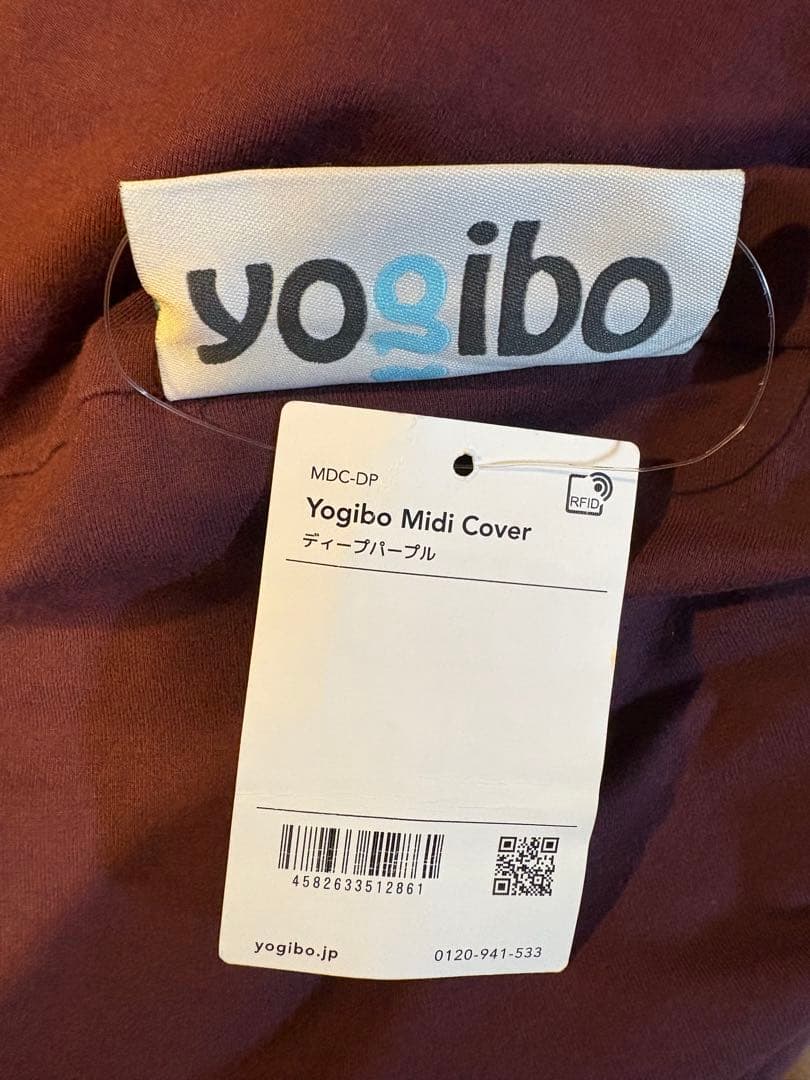 yogibo
MDC-DP
RFID
Yogibo Midi Cover
ディープパープル
4582633512861
yogibo.jp
0120-941-533